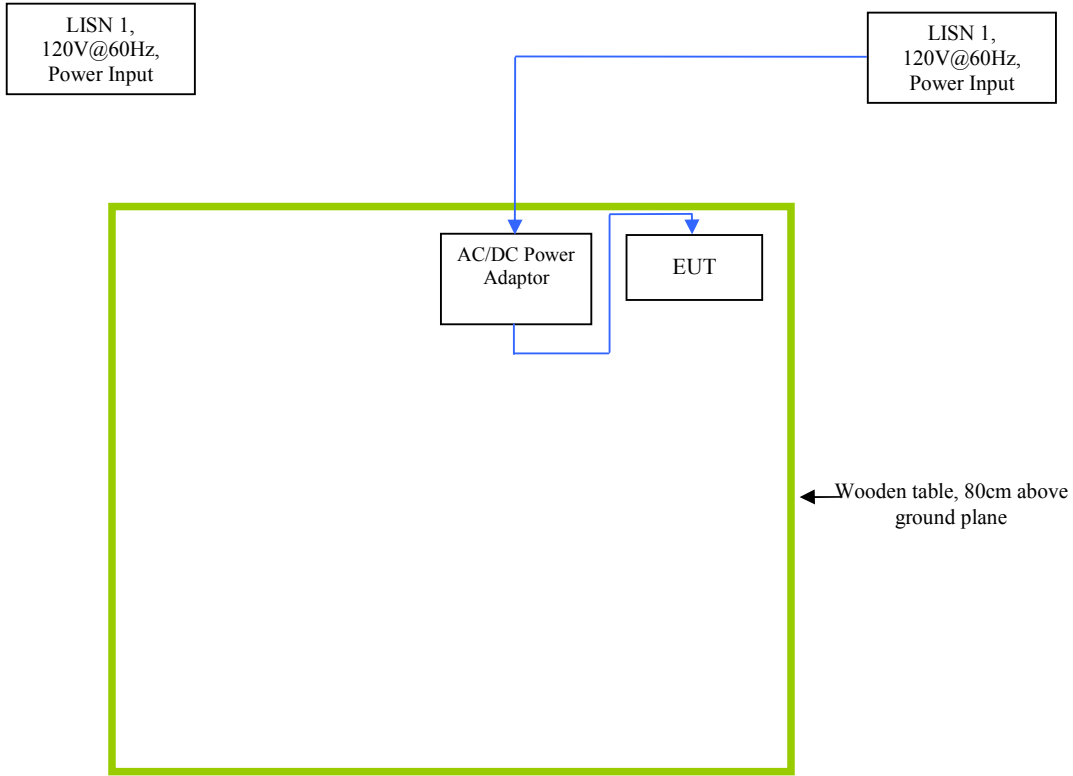 LISN 1,
120V@60Hz,
Power Input
LISN 1,
120V@60Hz,
Power Input
AC/DC Power
Adaptor
EUT
Wooden table, 80cm above
ground plane